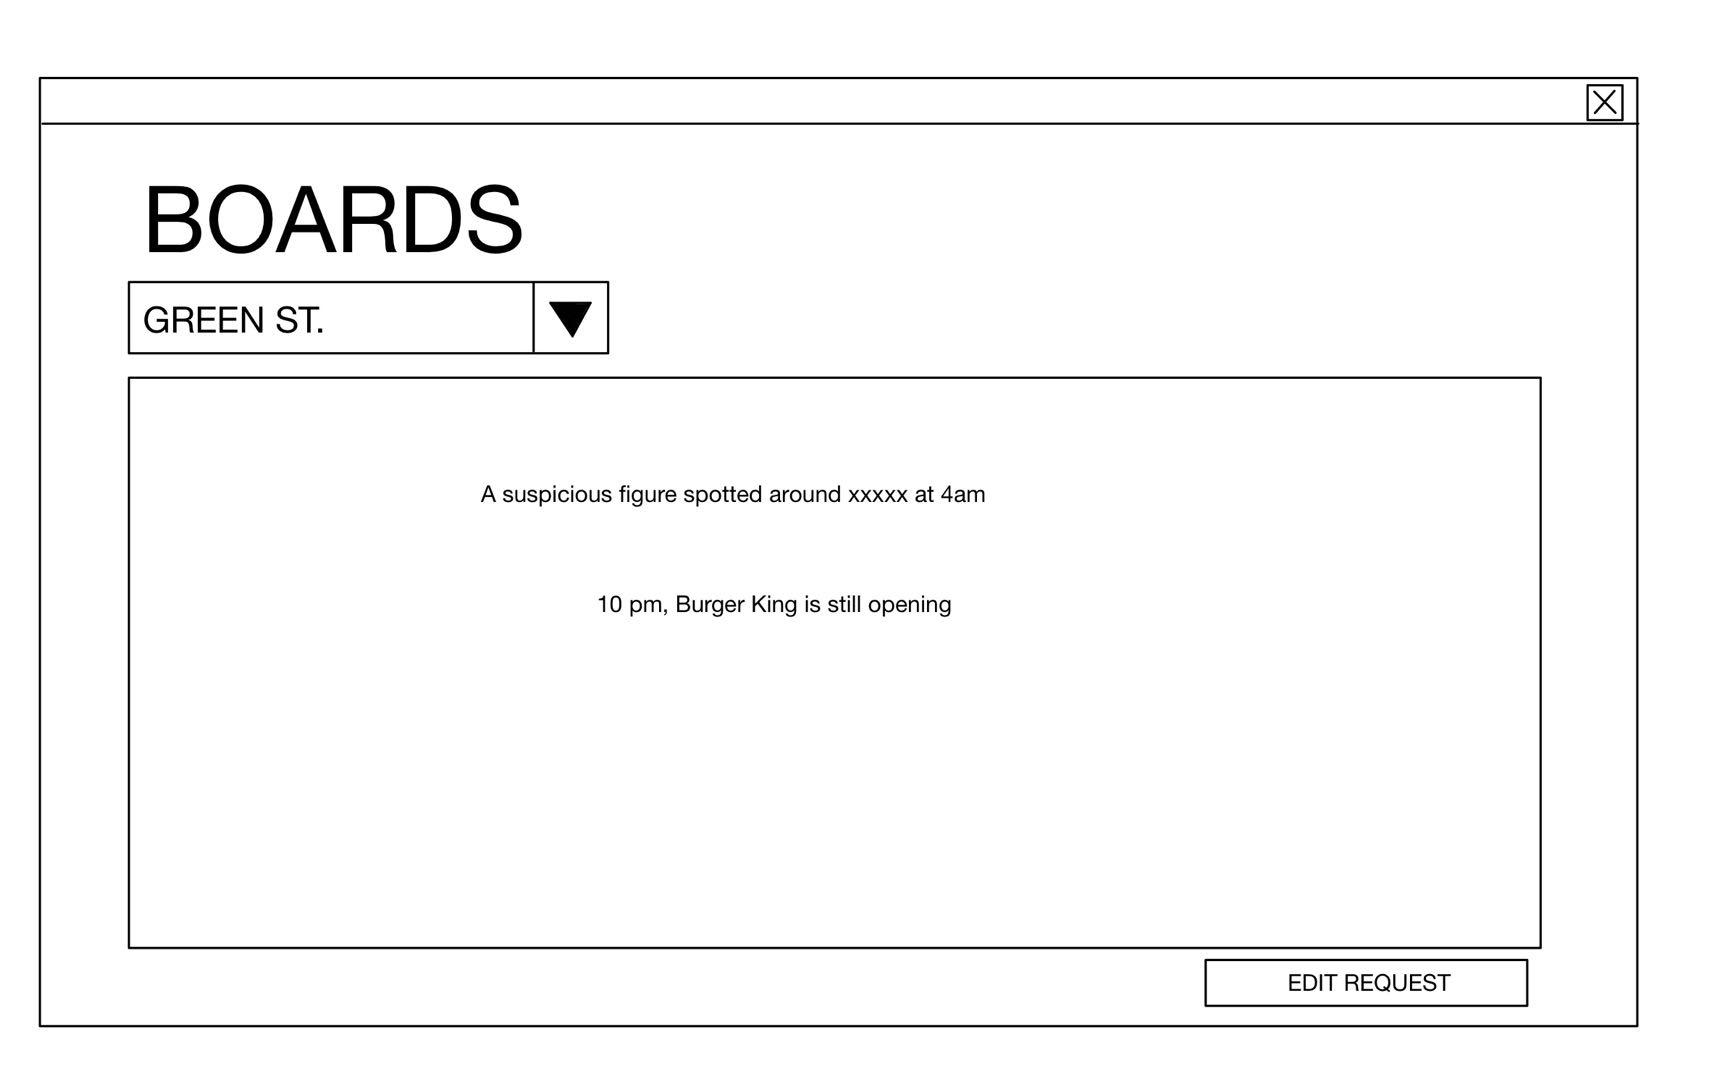 BOARDS
GREEN ST.
A suspicious figure spotted around xxxxx at 4am
10 pm, Burger King is still opening
EDIT REQUEST